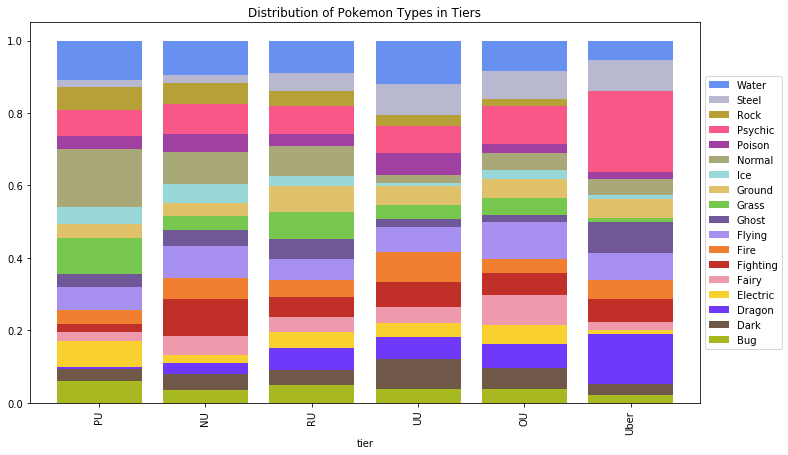 Distribution of Pokemon Types in Tiers
1.0
0.8
0.6
0.4
0.2
0.0
PU
NU
RU
UU
OU
Uber
tier
Water
Steel
Rock
Psychic
Poison
Normal
Ice
Ground
Grass
Ghost
Flying
Fire
Fighting
Fairy
Electric
Dragon
Dark
Bug